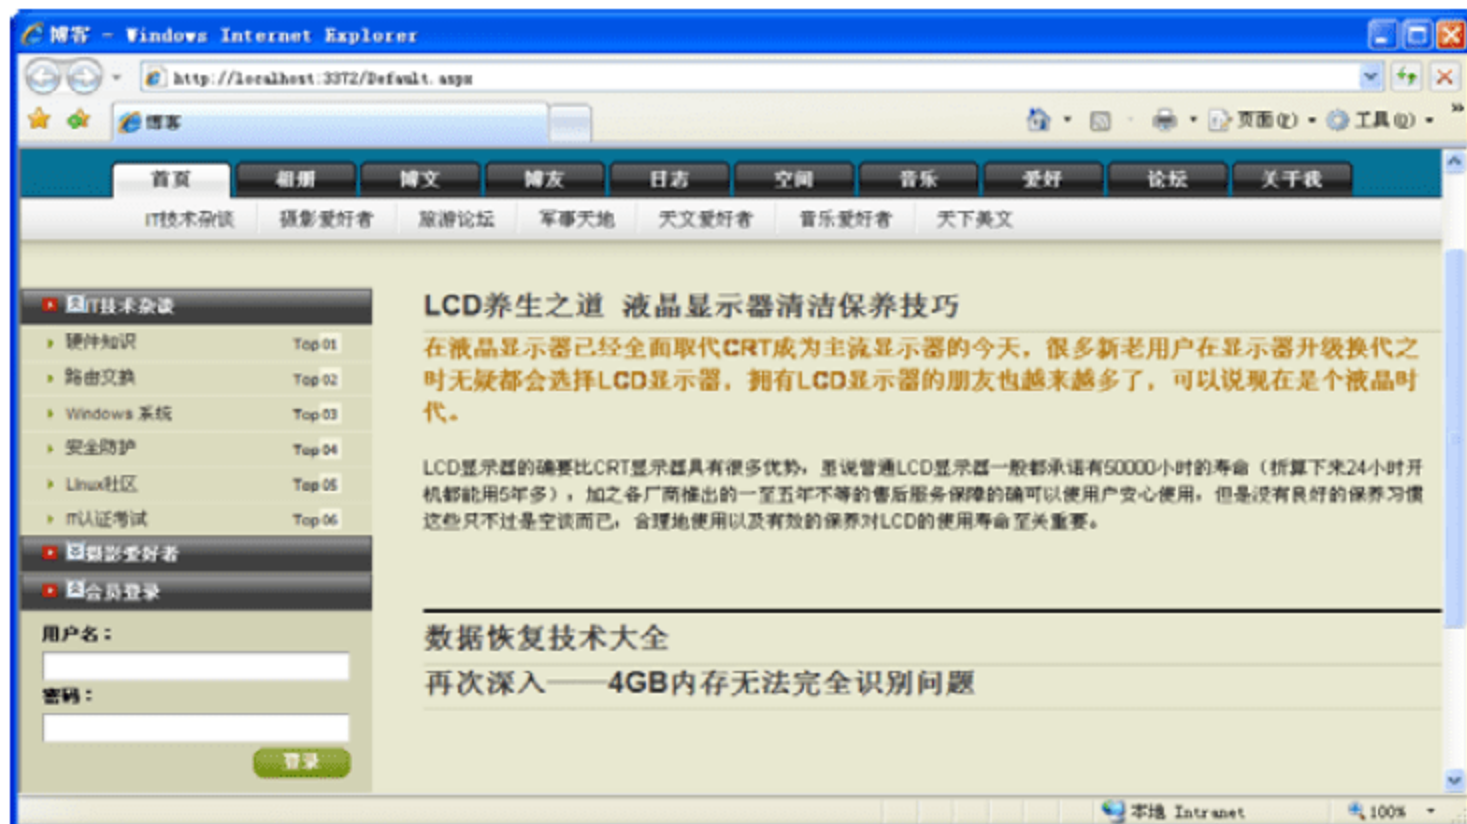 博客 - Windows Internet Explorer
http://localhost:3372/Default.aspx
博客
页面(P)
工具(O)
首页 相册 博文 博友 日志 空间 音乐 爱好 论坛 关于我
IT技术杂谈 摄影爱好者 旅游论坛 军事天地 天文爱好者 音乐爱好者 天下美文
IT技术杂谈
硬件知识 Top 01
路由交换 Top 02
Windows 系统 Top 03
安全防护 Top 04
Linux社区 Top 05
IT认证考试 Top 06
摄影爱好者
会员登录
用户名：
密码：
登录
LCD养生之道 液晶显示器清洁保养技巧
在液晶显示器已经全面取代CRT成为主流显示器的今天，很多新老用户在显示器升级换代之
时无疑都会选择LCD显示器，拥有LCD显示器的朋友也越来越多了，可以说现在是个液晶时
代。
LCD显示器的确要比CRT显示器具有很多优势，虽说普通LCD显示器一般都承诺有50000小时的寿命（折算下来24小时开
机都能用5年多），加之各厂商推出的一至五年不等的售后服务保障的确可以使用户安心使用，但是没有良好的保养习惯
这些只不过是空谈而已，合理地使用以及有效的保养对LCD的使用寿命至关重要。
数据恢复技术大全
再次深入——4GB内存无法完全识别问题
本地 Intranet
100%